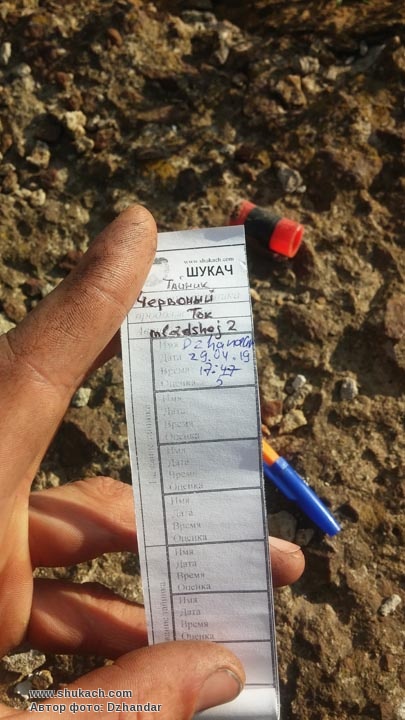 www.shukach.com
ШУКАЧ
Тайник
Червоный
Ток
mladshoj 2
Имя Dzhandar
Дата 29.04.19
Время 17:47
Оценка 5
Имя
Дата
Время
Оценка
Имя
Дата
Время
Оценка
Имя
Дата
Время
Оценка
Имя
Дата
Время
Оценка
Имя
Дата
Время
Оценка
www.shukach.com
Автор фото: Dzhandar